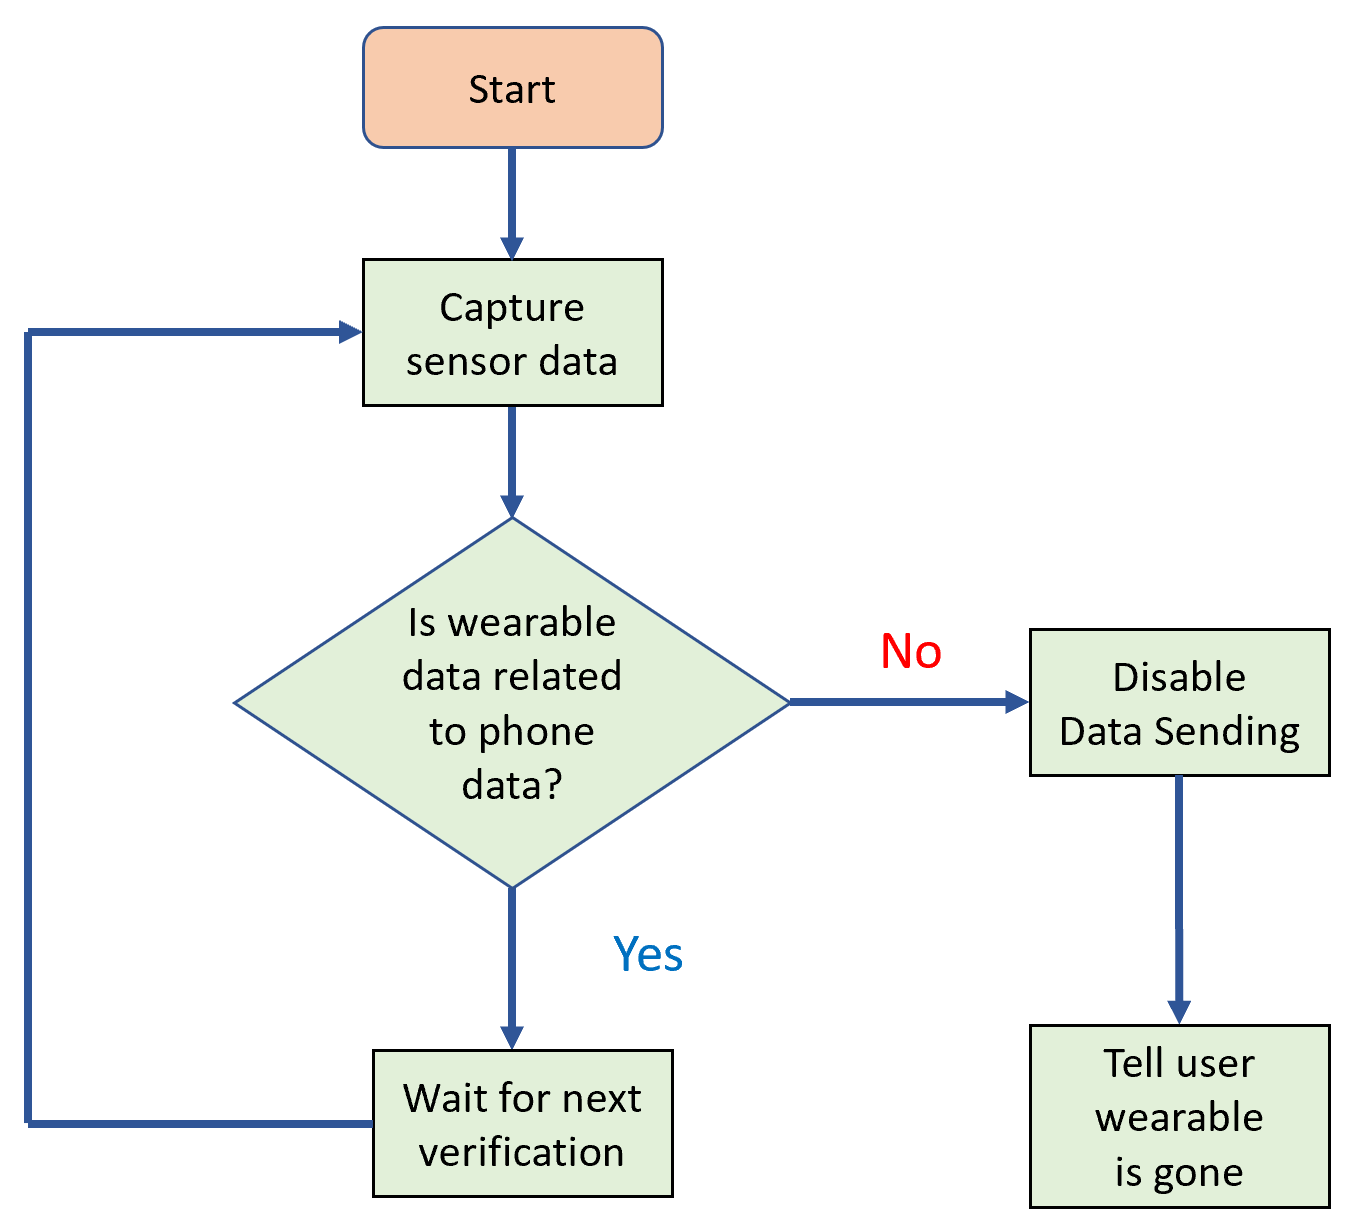 Start
Capture
sensor data
Is wearable
data related
to phone
data?
No
Disable
Data Sending
Yes
Wait for next
verification
Tell user
wearable
is gone